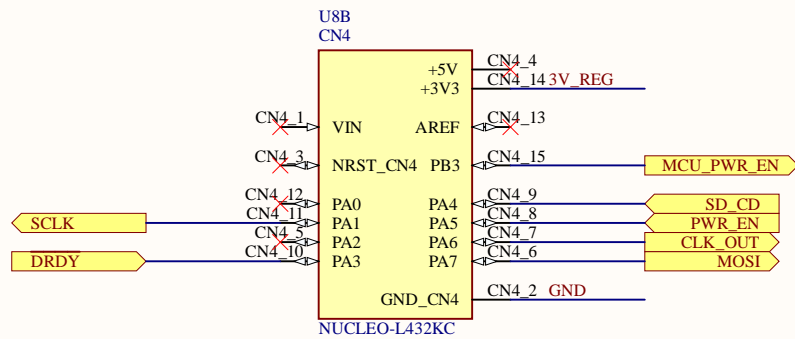 U8B
CN4
+5V CN4_4
+3V3 CN4_14 3V_REG
CN4_1 VIN AREF CN4_13
CN4_3 NRST_CN4 PB3 CN4_15 MCU_PWR_EN
CN4_12 PA0 PA4 CN4_9 SD_CD
SCLK CN4_11 PA1 PA5 CN4_8 PWR_EN
CN4_5 PA2 PA6 CN4_7 CLK_OUT
DRDY CN4_10 PA3 PA7 CN4_6 MOSI
GND_CN4 CN4_2 GND
NUCLEO-L432KC